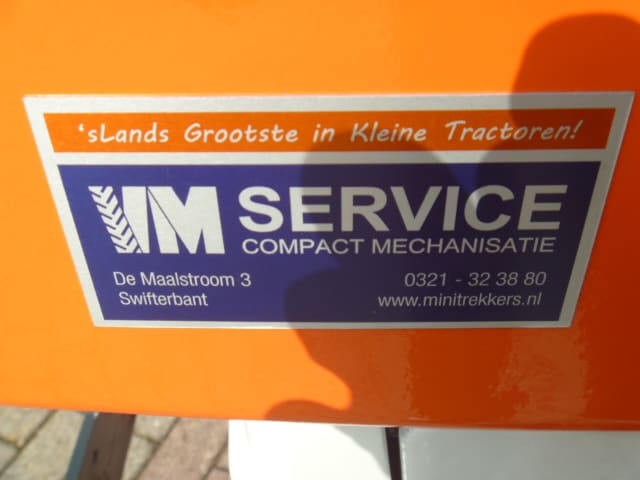 'sLands Grootste in Kleine Tractoren!
VM SERVICE
COMPACT MECHANISATIE
De Maalstroom 3 0321 - 32 38 80
Swifterbant www.minitrekkers.nl